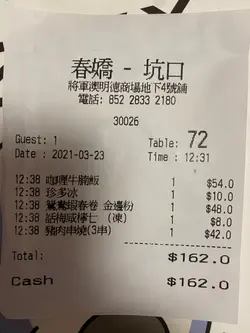 春嬌 - 坑口
將軍澳明德商場地下4號舖
電話: 852 2833 2180
30026
Guest: 1 Table: 72
Date : 2021-03-23 Time : 12:31
12:38 咖喱牛腩飯 1 $54.0
12:38 珍多冰 1 $10.0
12:38 鴛鴦蝦春卷 金邊粉 1 $48.0
12:38 話梅咸檸七 (凍) 1 $8.0
12:38 豬肉串燒(3串) 1 $42.0
Total: $162.0
Cash $162.0